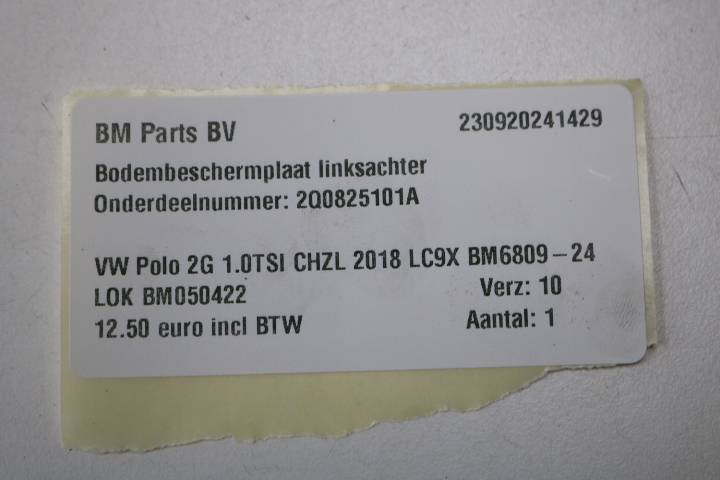 BM Parts BV 230920241429
Bodembeschermplaat linksachter
Onderdeelnummer: 2Q0825101A
VW Polo 2G 1.0TSI CHZL 2018 LC9X BM6809-24
LOK BM050422 Verz: 10
12.50 euro incl BTW Aantal: 1